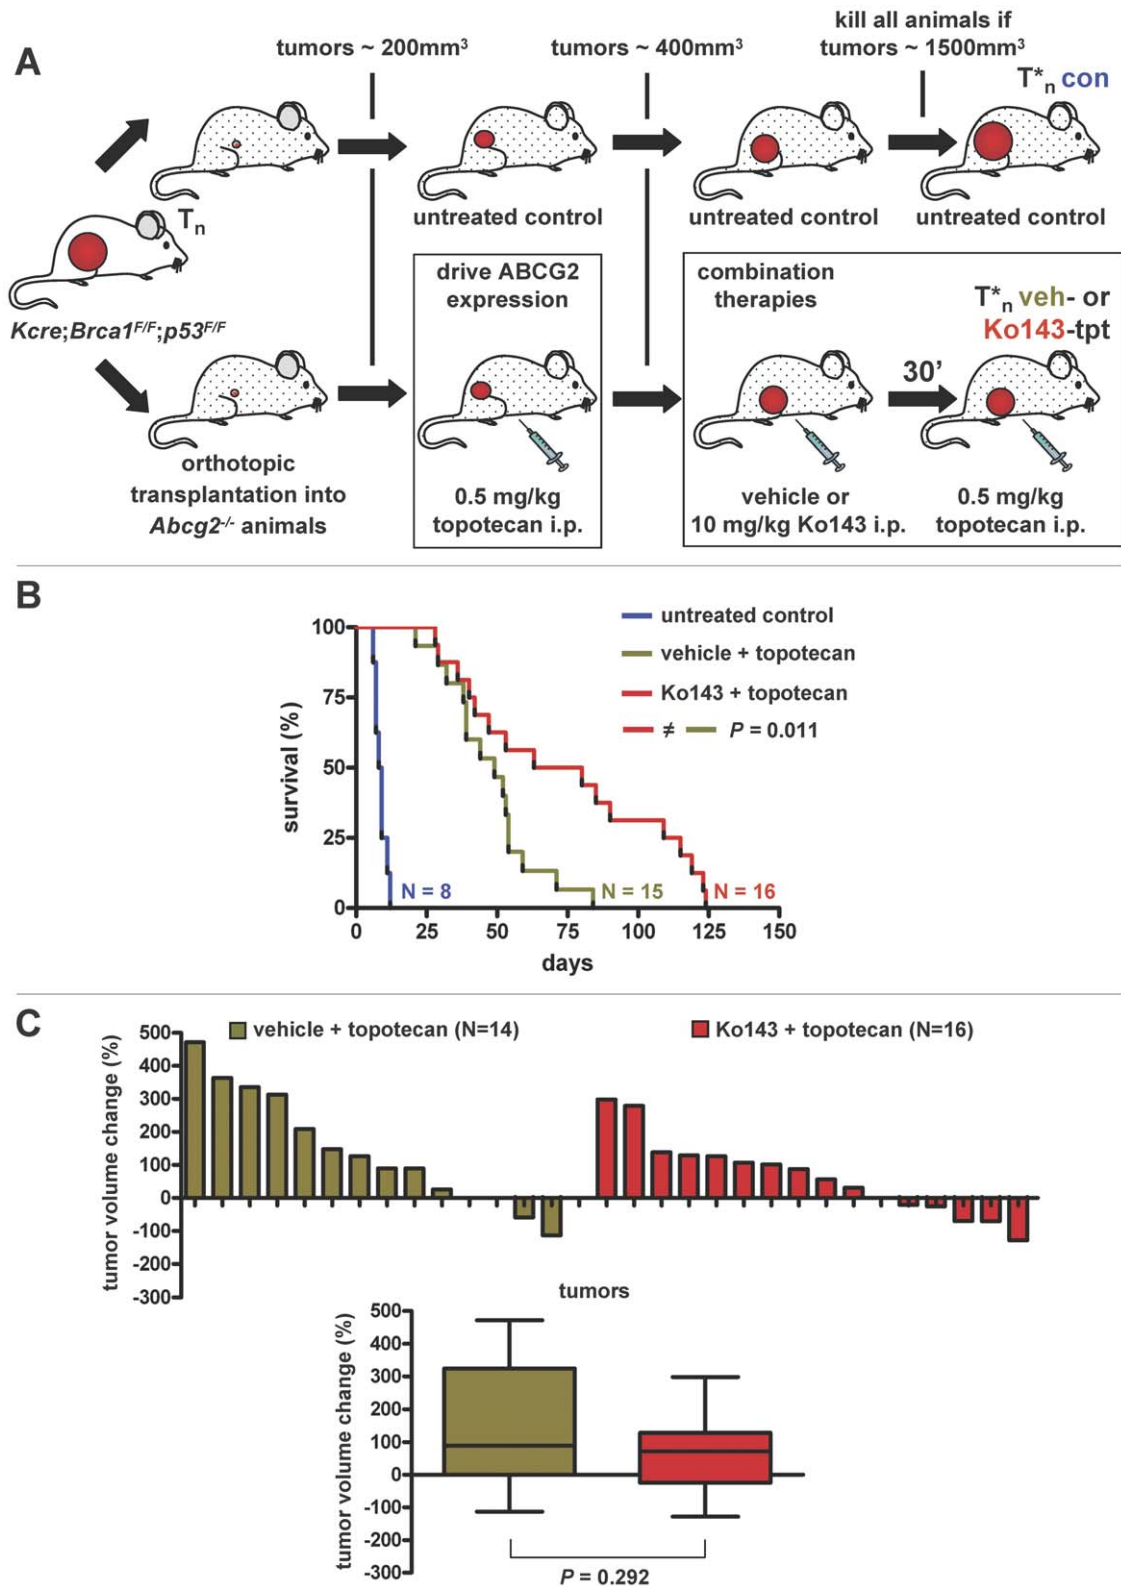 A
tumors ~ 200mm³
tumors ~ 400mm³
kill all animals if
tumors ~ 1500mm³
T*n con
Tn
untreated control
untreated control
untreated control
Kcre;Brca1F/F;p53F/F
drive ABCG2
expression
combination
therapies
T*n veh- or
Ko143-tpt
30’
orthotopic
transplantation into
Abcg2-/- animals
0.5 mg/kg
topotecan i.p.
vehicle or
10 mg/kg Ko143 i.p.
0.5 mg/kg
topotecan i.p.
B
survival (%)
100
75
50
25
0
untreated control
vehicle + topotecan
Ko143 + topotecan
≠ P = 0.011
N = 8
N = 15
N = 16
0 25 50 75 100 125 150
days
C
tumor volume change (%)
500
400
300
200
100
0
-100
-200
-300
vehicle + topotecan (N=14)
Ko143 + topotecan (N=16)
tumors
tumor volume change (%)
500
400
300
200
100
0
-100
-200
-300
P = 0.292